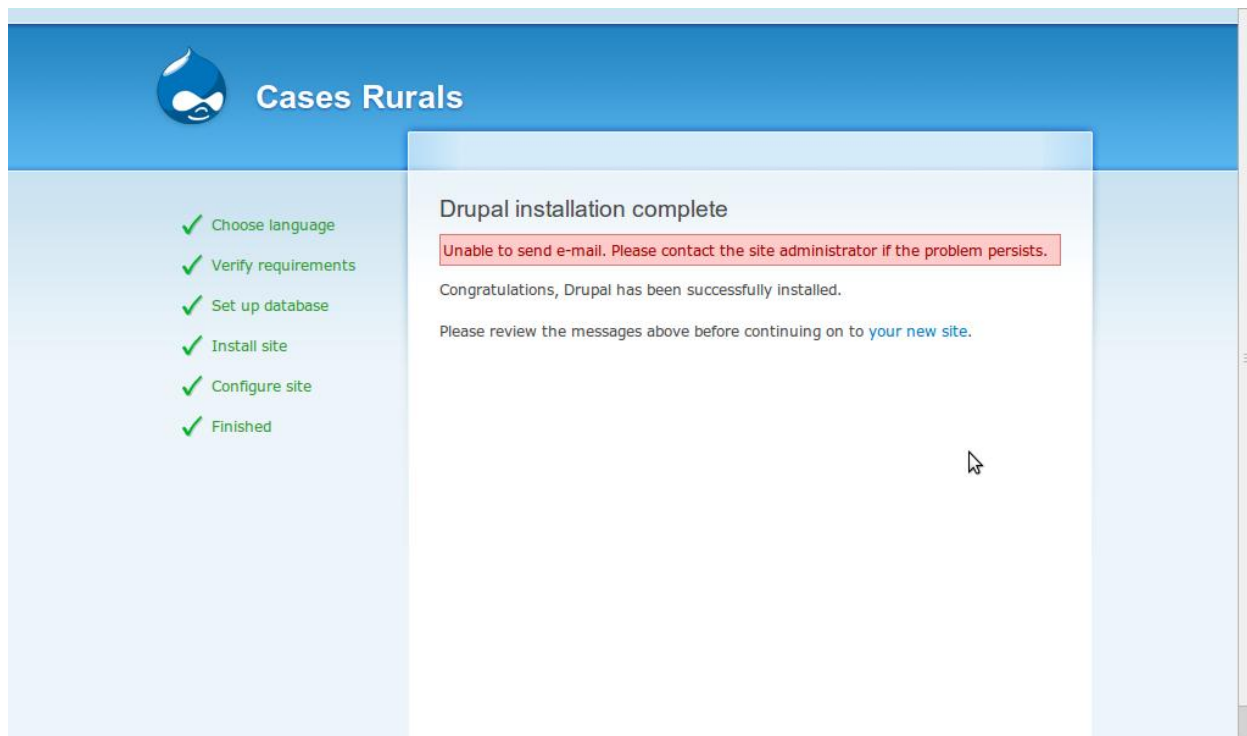 Cases Rurals
Choose language
Verify requirements
Set up database
Install site
Configure site
Finished
Drupal installation complete
Unable to send e-mail. Please contact the site administrator if the problem persists.
Congratulations, Drupal has been successfully installed.
Please review the messages above before continuing on to your new site.